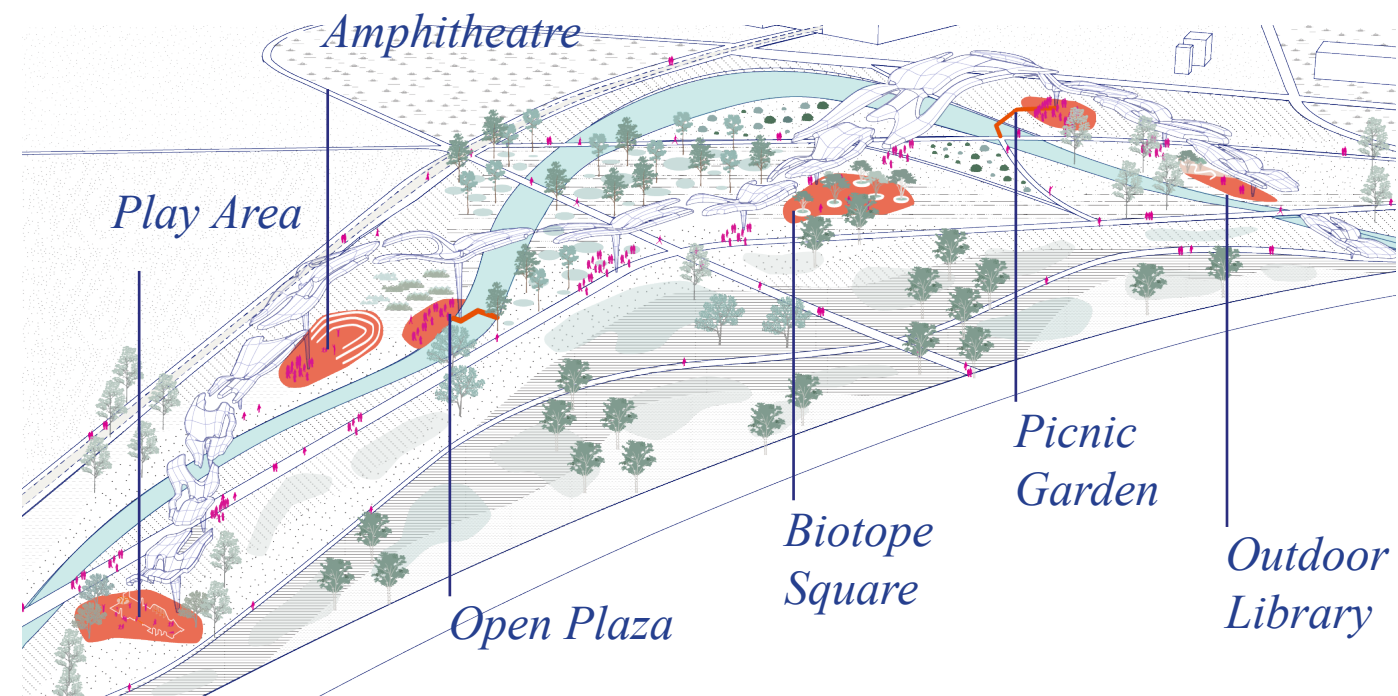 Amphitheatre
Play Area
Picnic
Garden
Biotope
Square
Outdoor
Library
Open Plaza